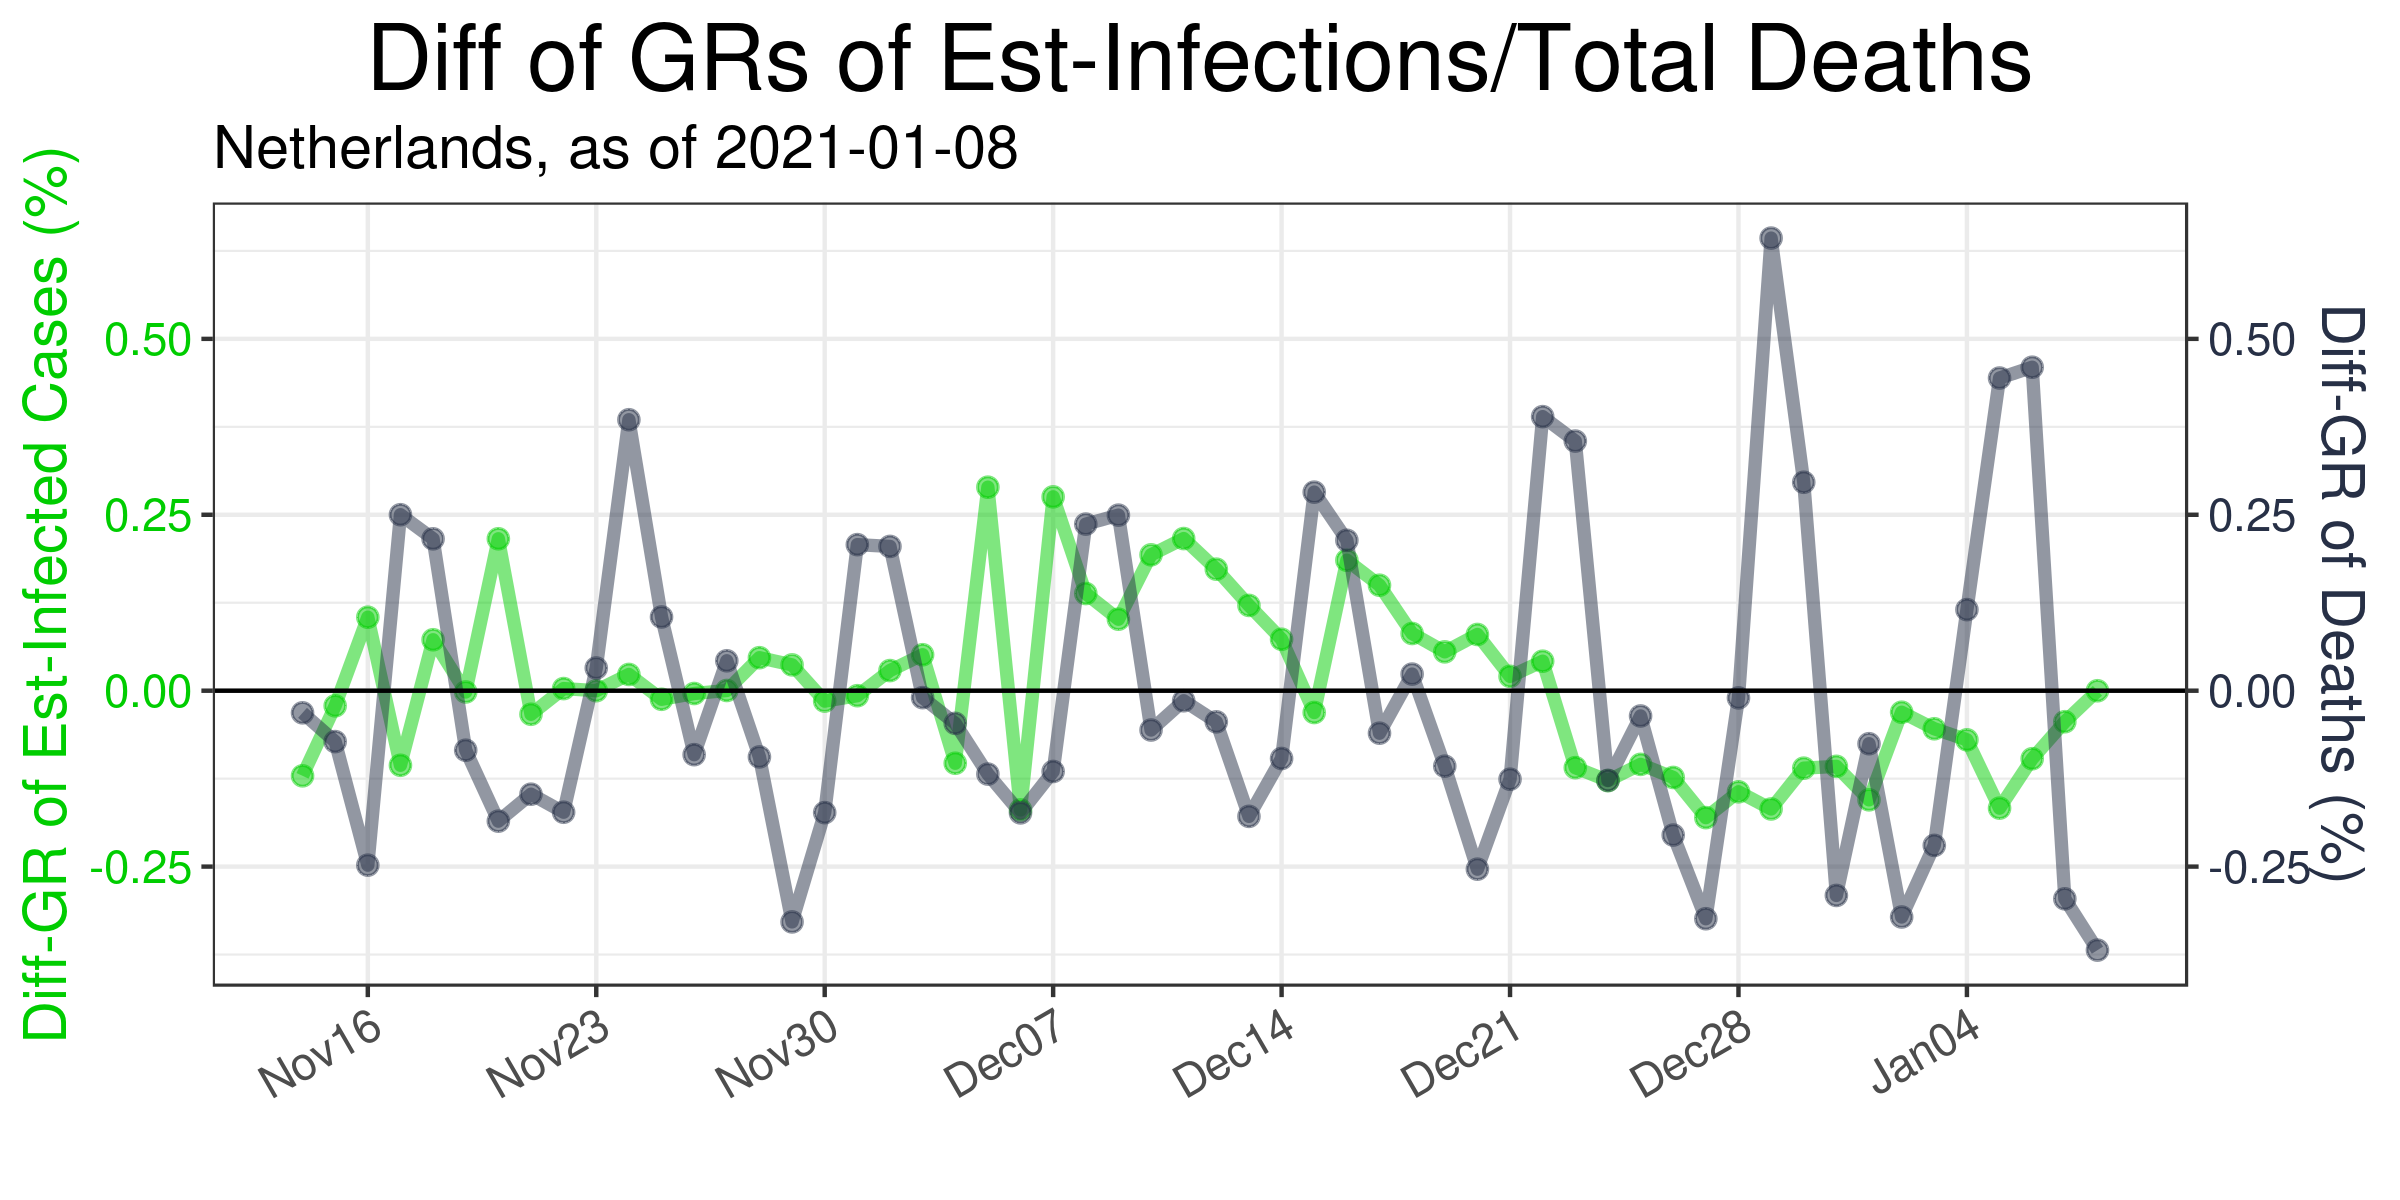 Diff of GRs of Est-Infections/Total Deaths
Netherlands, as of 2021-01-08
Diff-GR of Est-Infected Cases (%)
0.50
0.25
0.00
-0.25
0.50
0.25
0.00
-0.25
Diff-GR of Deaths (%)
Nov16
Nov23
Nov30
Dec07
Dec14
Dec21
Dec28
Jan04